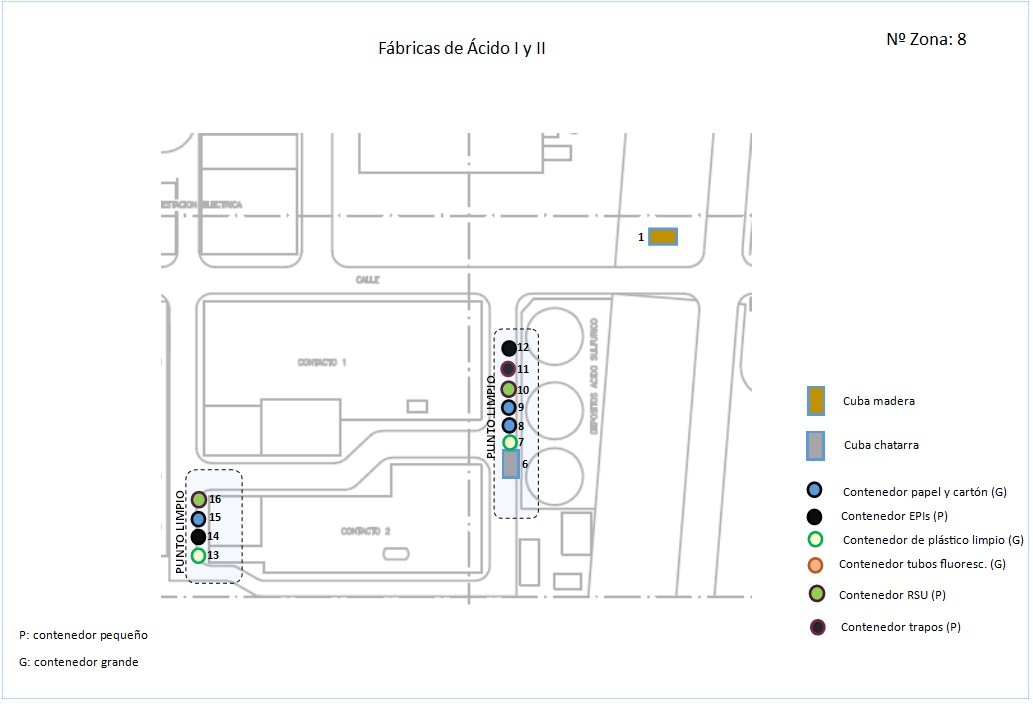 Fábricas de Ácido I y II
Nº Zona: 8
ESTACION ELECTRICA
1
CALLE
CONTACTO 1
DEPOSITOS ACIDO SULFURICO
PUNTO LIMPIO
12
11
10
9
8
7
6
PUNTO LIMPIO
16
15
14
13
CONTACTO 2
Cuba madera
Cuba chatarra
Contenedor papel y cartón (G)
Contenedor EPIs (P)
Contenedor de plástico limpio (G)
Contenedor tubos fluoresc. (G)
Contenedor RSU (P)
Contenedor trapos (P)
P: contenedor pequeño
G: contenedor grande